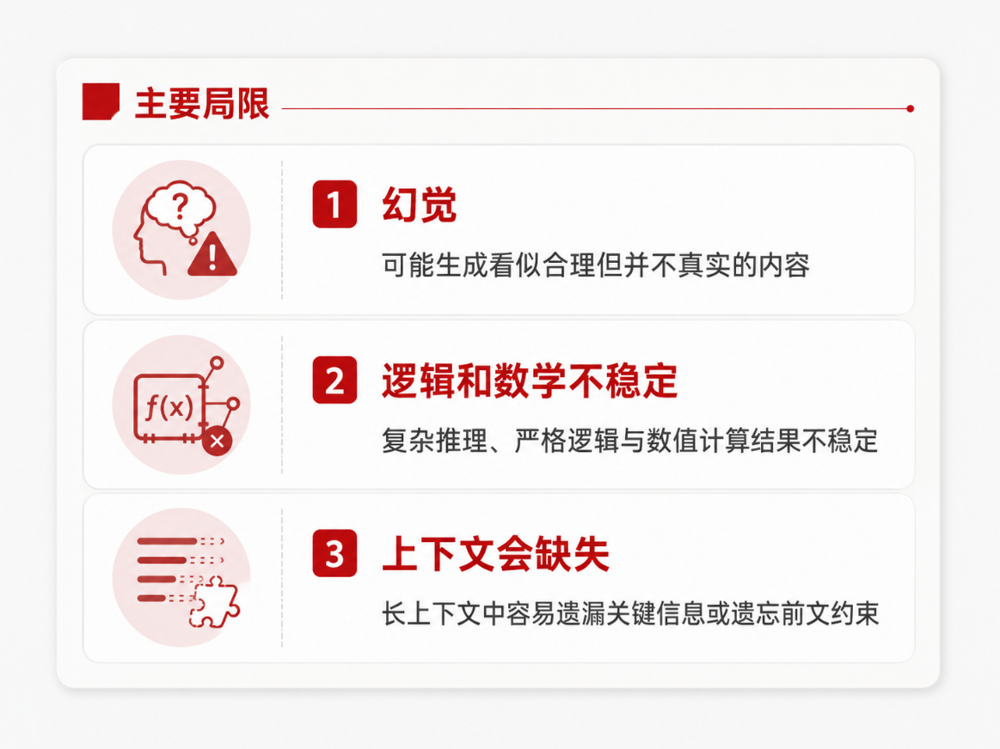 主要局限
?
!
1 幻觉
可能生成看似合理但并不真实的内容
f(x)
2 逻辑和数学不稳定
复杂推理、严格逻辑与数值计算结果不稳定
3 上下文会缺失
长上下文中容易遗漏关键信息或遗忘前文约束